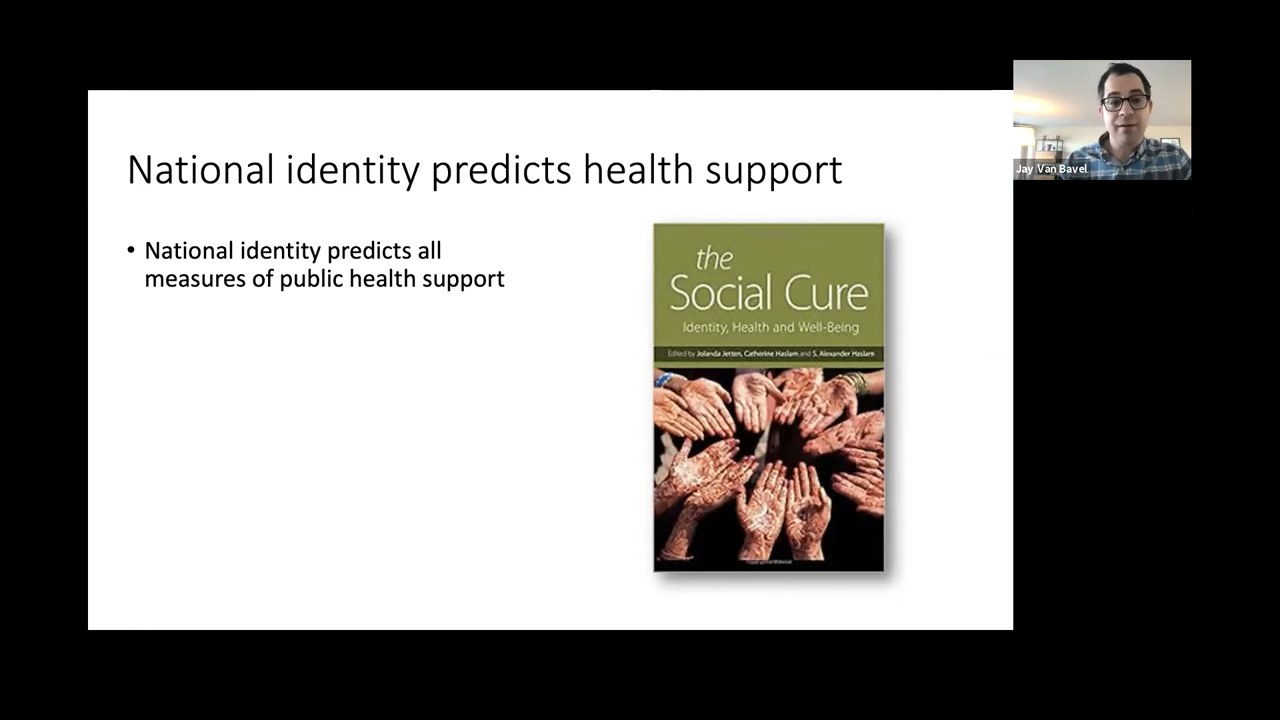 National identity predicts health support
• National identity predicts all
measures of public health support
the
Social Cure
Identity, Health and Well-Being
Edited by Jolanda Jetten, Catherine Haslam and S. Alexander Haslam
Jay Van Bavel